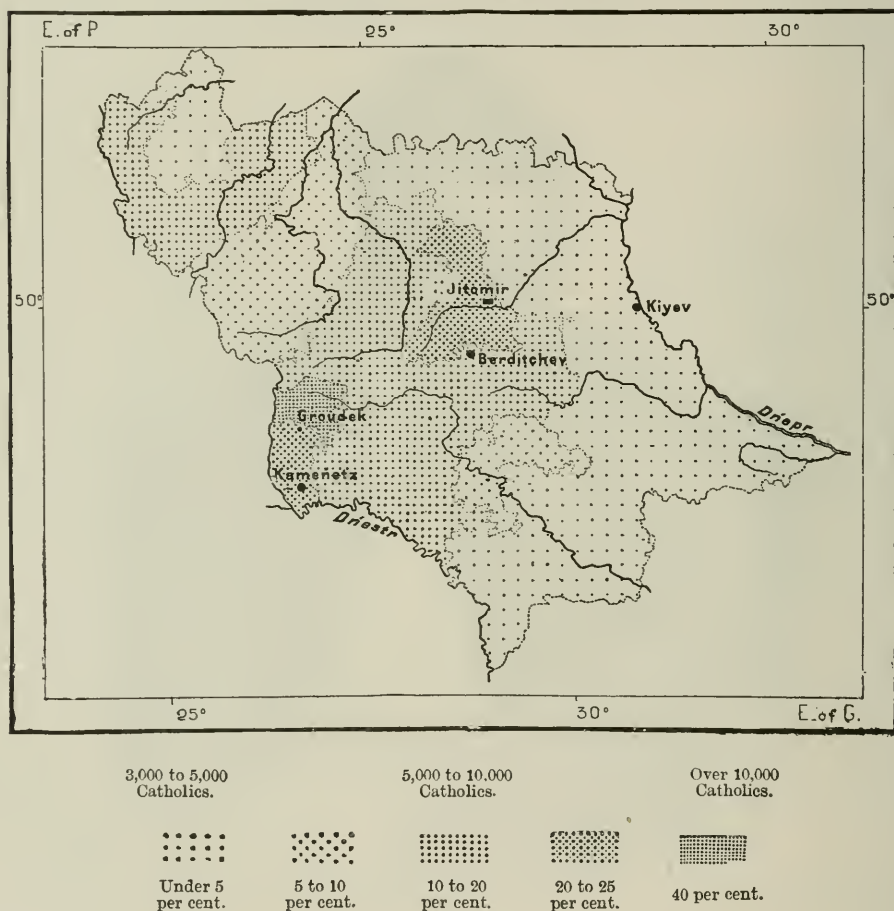 E. of P
25°
30°
50°
50°
Jitomir
Kiyev
Berditchev
Groudek
Kamenetz
Dniepr
Dniestr
25°
30°
E. of G.
3,000 to 5,000
Catholics.
5,000 to 10.000
Catholics.
Over 10,000
Catholics.
Under 5
per cent.
5 to 10
per cent.
10 to 20
per cent.
20 to 25
per cent.
40 per cent.